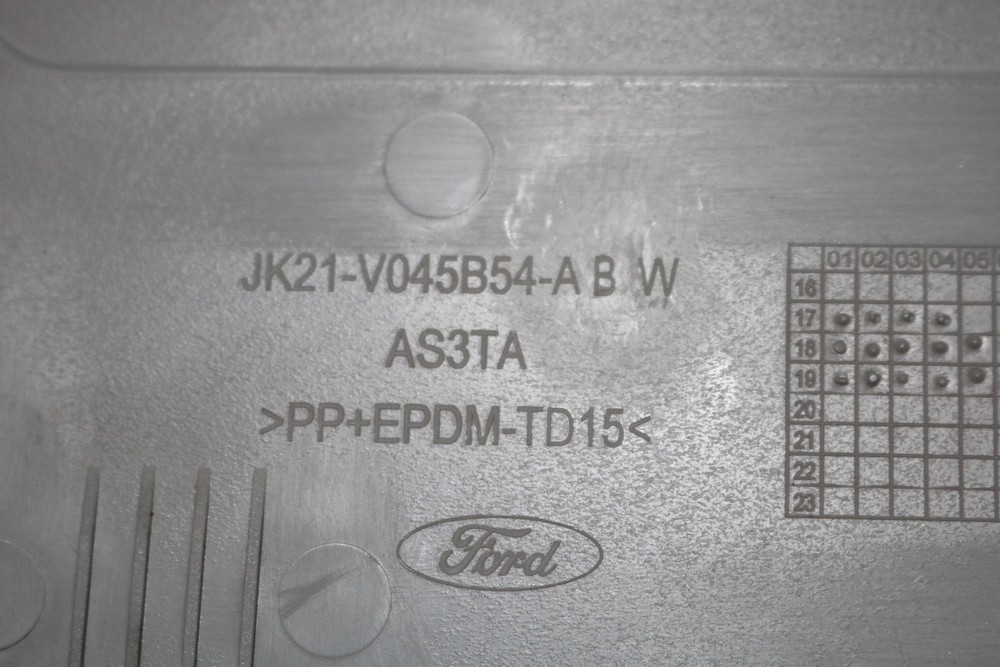 JK21-V045B54-A B W
AS3TA
>PP+EPDM-TD15<
Ford
01 02 03 04 05
16
17
18
19
20
21
22
23